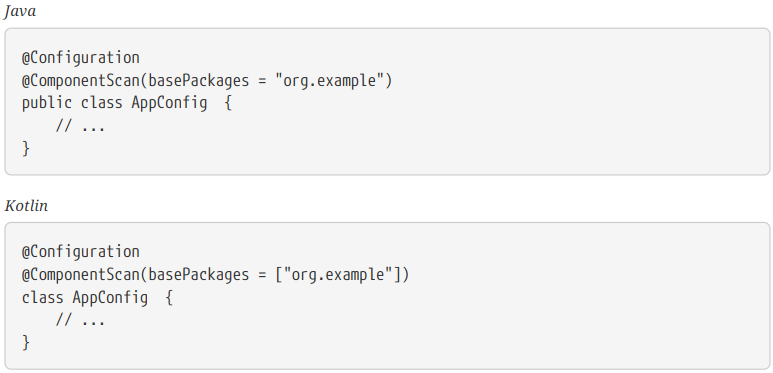 Java
@Configuration
@ComponentScan(basePackages = "org.example")
public class AppConfig  {
    // ...
}
Kotlin
@Configuration
@ComponentScan(basePackages = ["org.example"])
class AppConfig  {
    // ...
}